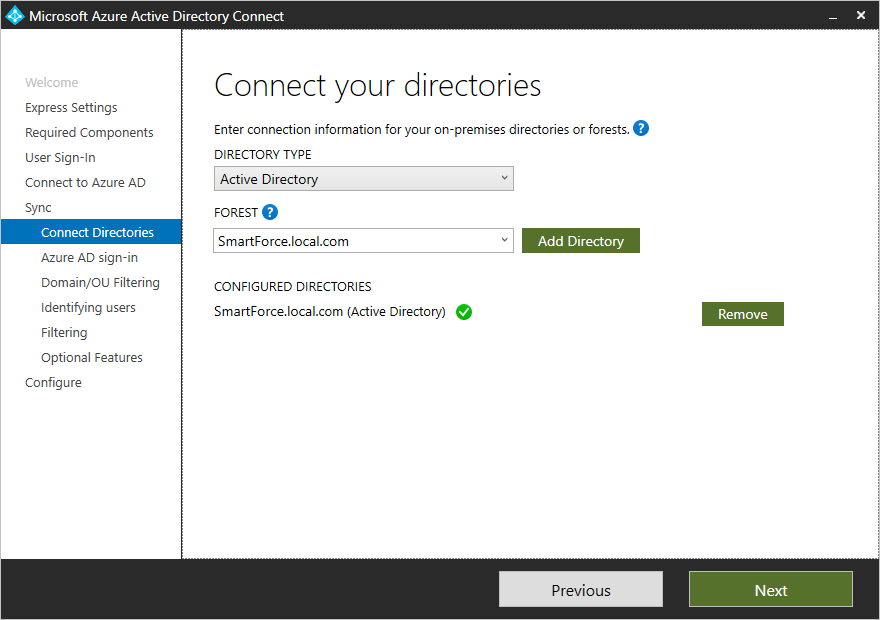 Microsoft Azure Active Directory Connect
Welcome
Express Settings
Required Components
User Sign-In
Connect to Azure AD
Sync
Connect Directories
Azure AD sign-in
Domain/OU Filtering
Identifying users
Filtering
Optional Features
Configure
Connect your directories
Enter connection information for your on-premises directories or forests. ?
DIRECTORY TYPE
Active Directory
FOREST ?
SmartForce.local.com
Add Directory
CONFIGURED DIRECTORIES
SmartForce.local.com (Active Directory)
Remove
Previous
Next